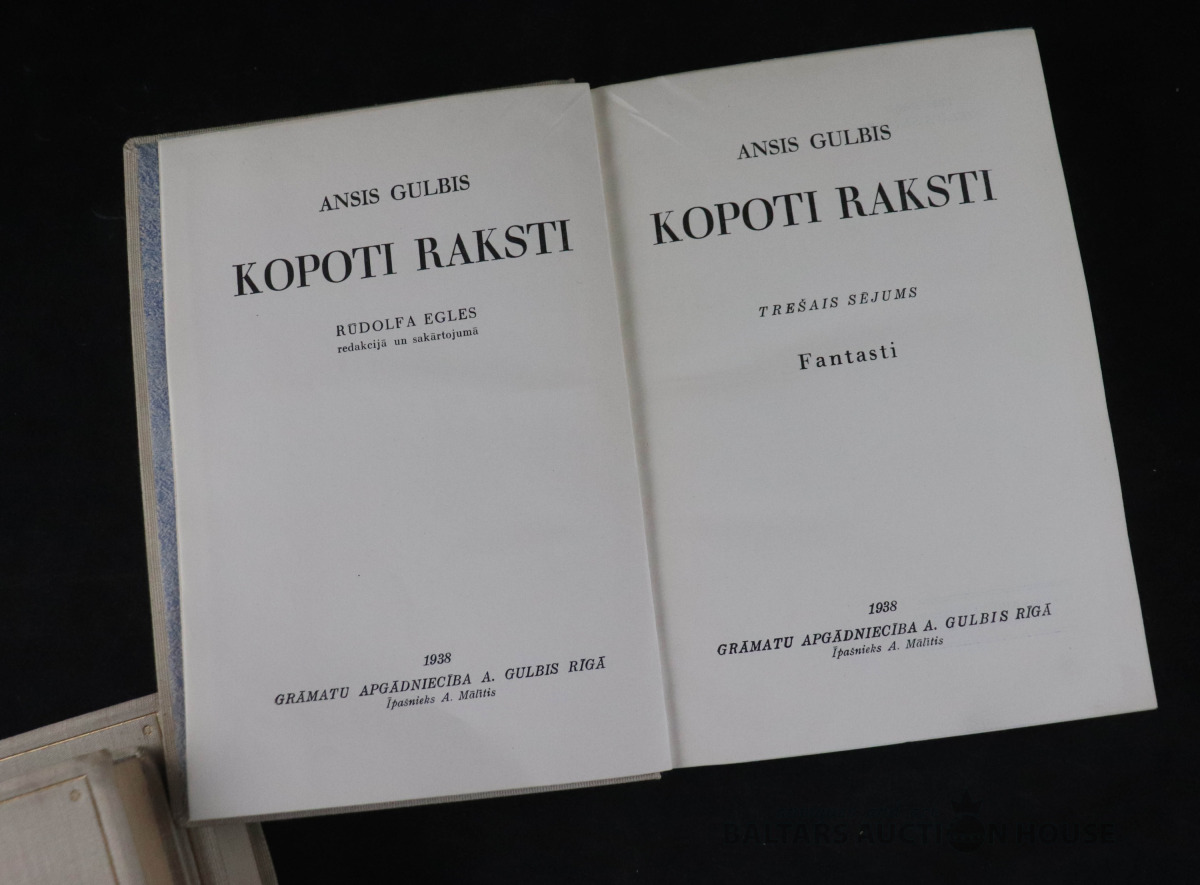 ANSIS GULBIS
KOPOTI RAKSTI
RŪDOLFA EGLES
redakcijā un sakārtojumā
1938
GRĀMATU APGĀDNIECĪBA A. GULBIS RĪGĀ
Īpašnieks A. Mālītis
ANSIS GULBIS
KOPOTI RAKSTI
TREŠAIS SĒJUMS
Fantasti
1938
GRĀMATU APGĀDNIECĪBA A. GULBIS RĪGĀ
Īpašnieks A. Mālītis
BALTARS AUCTION HOUSE